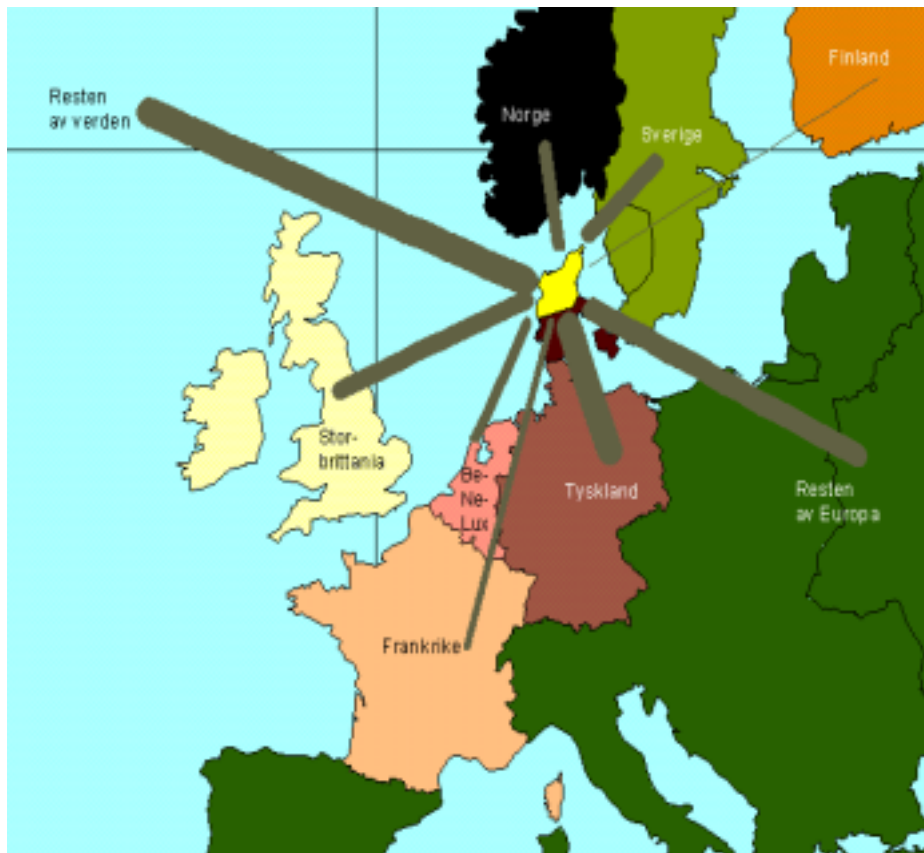 Finland
Resten
av verden
Norge
Sverige
Stor-
brittania
Be-
Ne-
Lux
Tyskland
Resten
av Europa
Frankrike